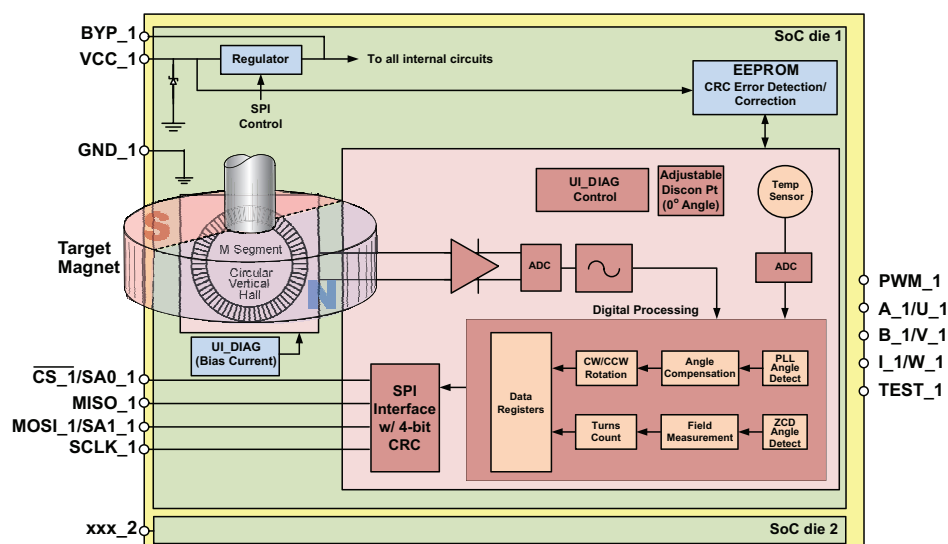 BYP_1
SoC die 1
VCC_1
Regulator
To all internal circuits
EEPROM
CRC Error Detection/
Correction
SPI
Control
GND_1
UI_DIAG
Control
Adjustable
Discon Pt
(0° Angle)
Temp
Sensor
S
Target
Magnet
M Segment
Circular
Vertical
Hall
N
ADC
ADC
PWM_1
A_1/U_1
B_1/V_1
I_1/W_1
TEST_1
Digital Processing
UI_DIAG
(Bias Current)
CS_1/SA0_1
MISO_1
MOSI_1/SA1_1
SCLK_1
SPI
Interface
w/ 4-bit
CRC
Data
Registers
CW/CCW
Rotation
Angle
Compensation
PLL
Angle
Detect
Turns
Count
Field
Measurement
ZCD
Angle
Detect
xxx_2
SoC die 2